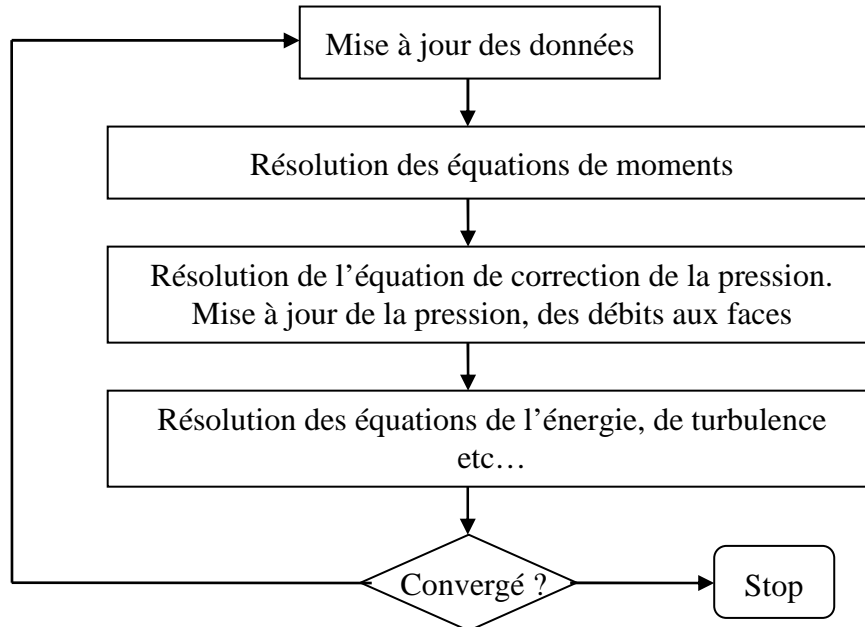 Mise à jour des données
Résolution des équations de moments
Résolution de l’équation de correction de la pression.
Mise à jour de la pression, des débits aux faces
Résolution des équations de l’énergie, de turbulence
etc…
Convergé ?
Stop